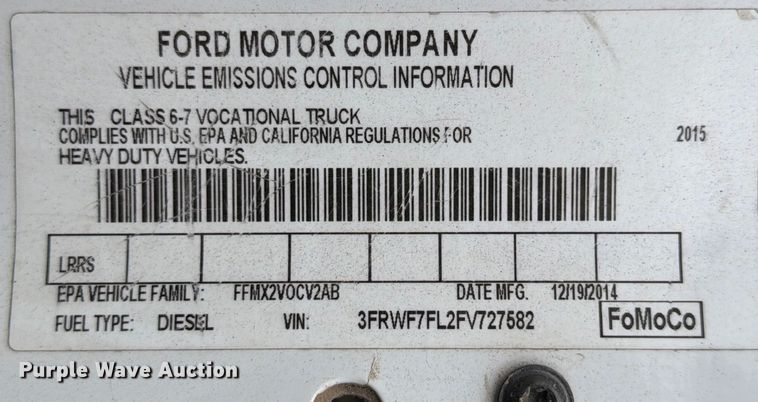 FORD MOTOR COMPANY
VEHICLE EMISSIONS CONTROL INFORMATION
THIS CLASS 6-7 VOCATIONAL TRUCK
COMPLIES WITH U.S. EPA AND CALIFORNIA REGULATIONS FOR 2015
HEAVY DUTY VEHICLES.
LRRS
EPA VEHICLE FAMILY: FFMX2VOCV2AB DATE MFG. 12/19/2014
FUEL TYPE: DIESEL VIN: 3FRWF7FL2FV727582 FoMoCo
Purple Wave Auction